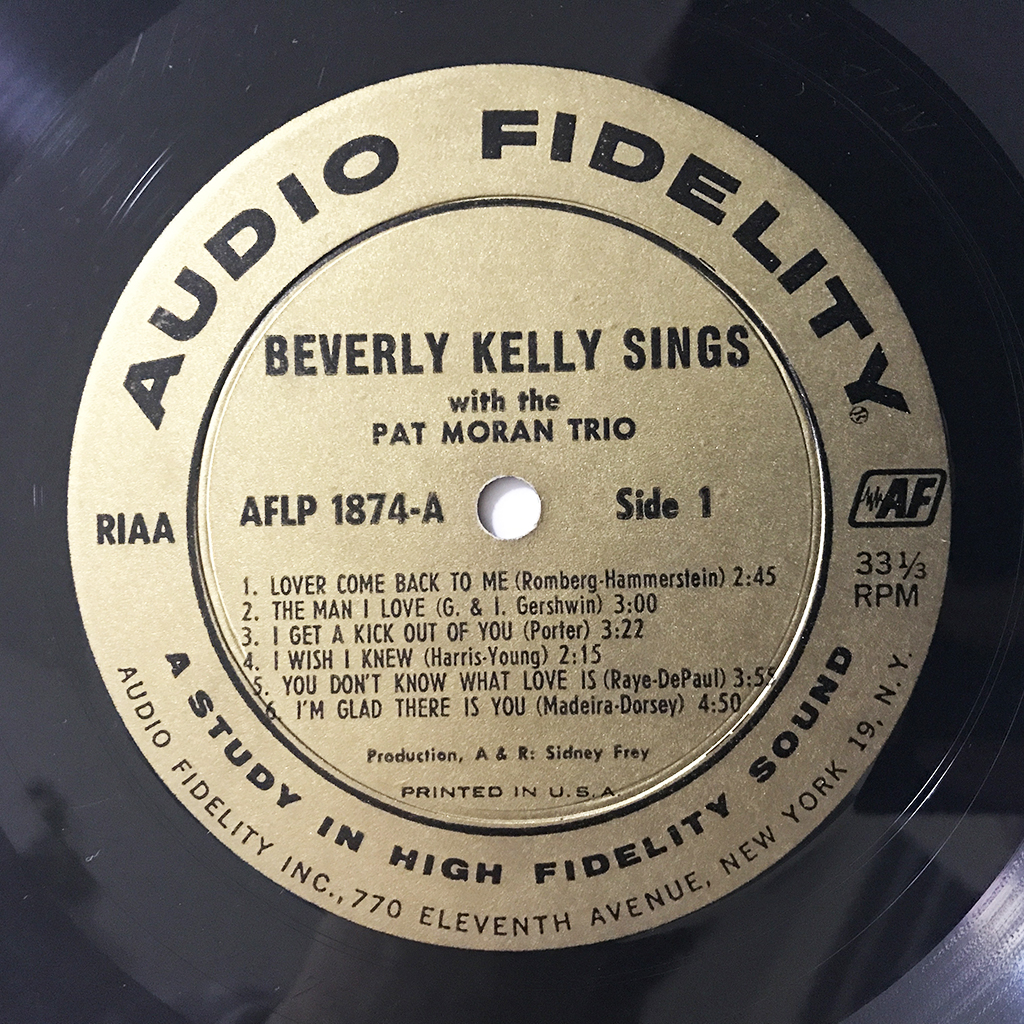 AUDIO FIDELITY
BEVERLY KELLY SINGS
with the
PAT MORAN TRIO
RIAA
AFLP 1874-A
Side 1
AF
33 1/3
RPM
1. LOVER COME BACK TO ME (Romberg-Hammerstein) 2:45
2. THE MAN I LOVE (G. & I. Gershwin) 3:00
3. I GET A KICK OUT OF YOU (Porter) 3:22
4. I WISH I KNEW (Harris-Young) 2:15
5. YOU DON'T KNOW WHAT LOVE IS (Raye-DePaul) 3:55
6. I'M GLAD THERE IS YOU (Madeira-Dorsey) 4:50
Production, A & R: Sidney Frey
PRINTED IN U.S.A.
A STUDY IN HIGH FIDELITY SOUND
AUDIO FIDELITY INC., 770 ELEVENTH AVENUE, NEW YORK 19, N.Y.